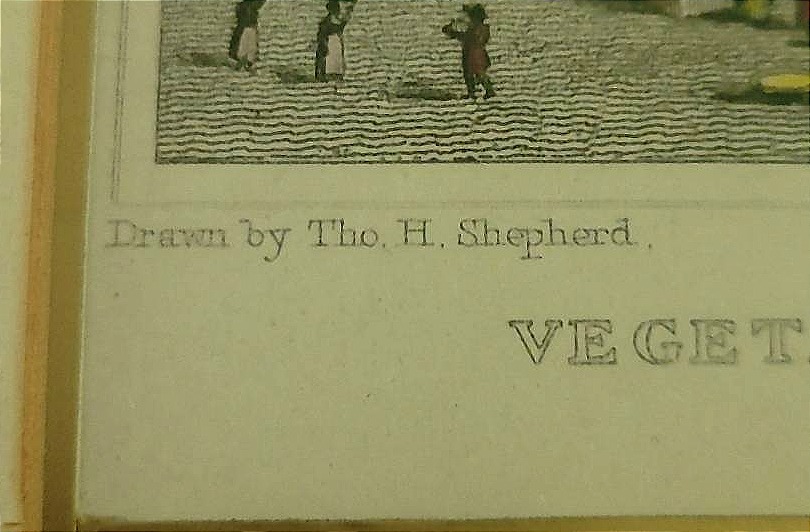 Drawn by Tho. H. Shepherd.
VEGET